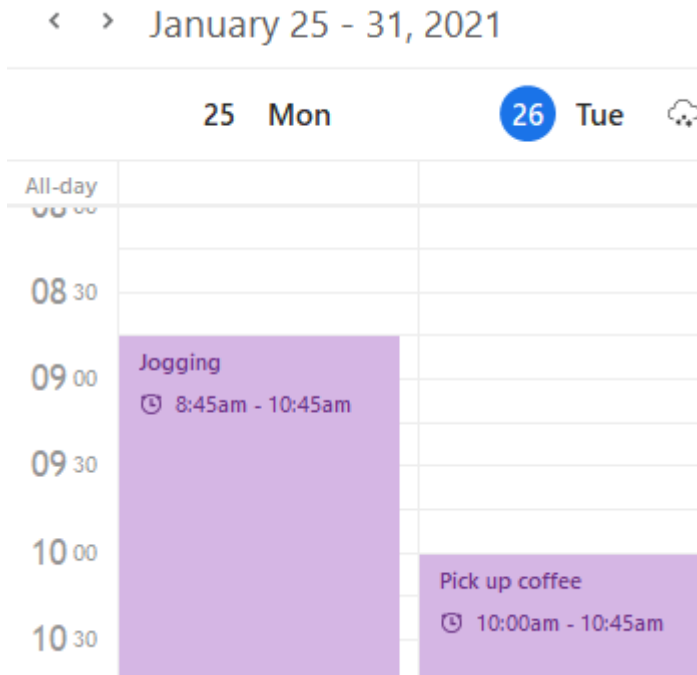 January 25 - 31, 2021
25 Mon
26 Tue
All-day
08 30
09 00
Jogging
8:45am - 10:45am
09 30
10 00
Pick up coffee
10:00am - 10:45am
10 30